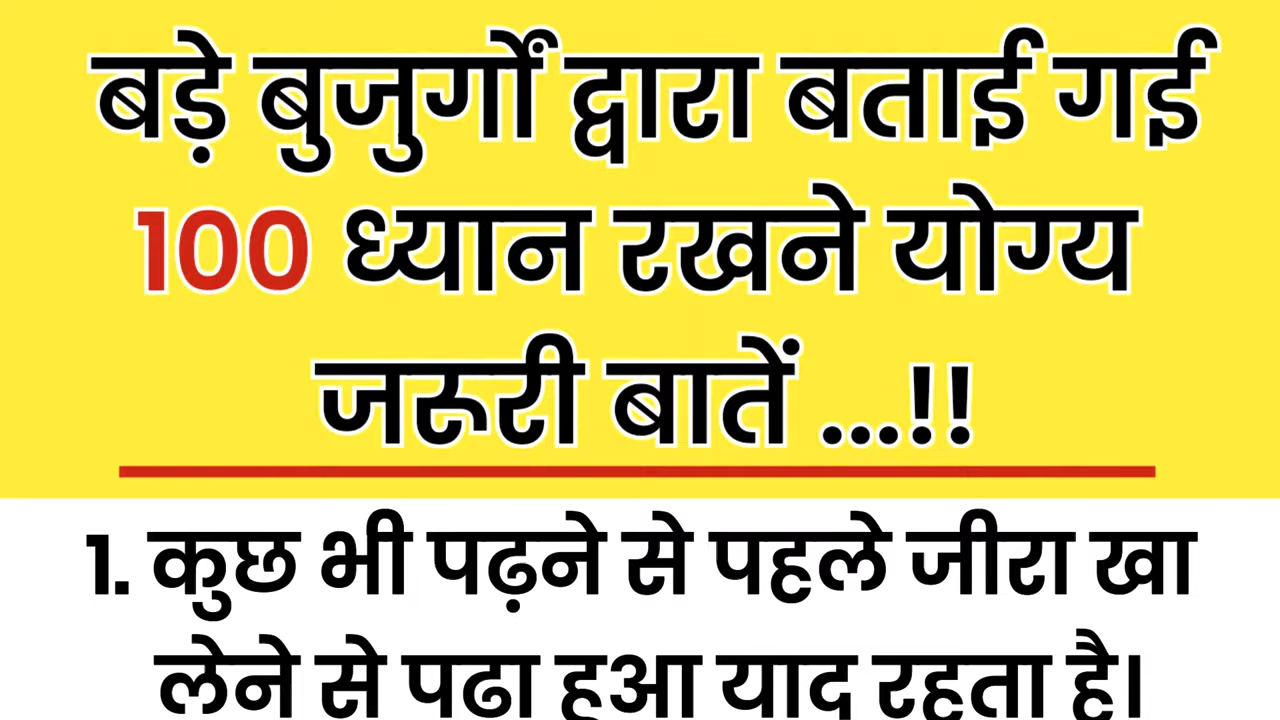 बड़े बुजुर्गों द्वारा बताई गई
100 ध्यान रखने योग्य
जरूरी बातें ...!!
1. कुछ भी पढ़ने से पहले जीरा खा
लेने से पढा हुआ याद रहता है।